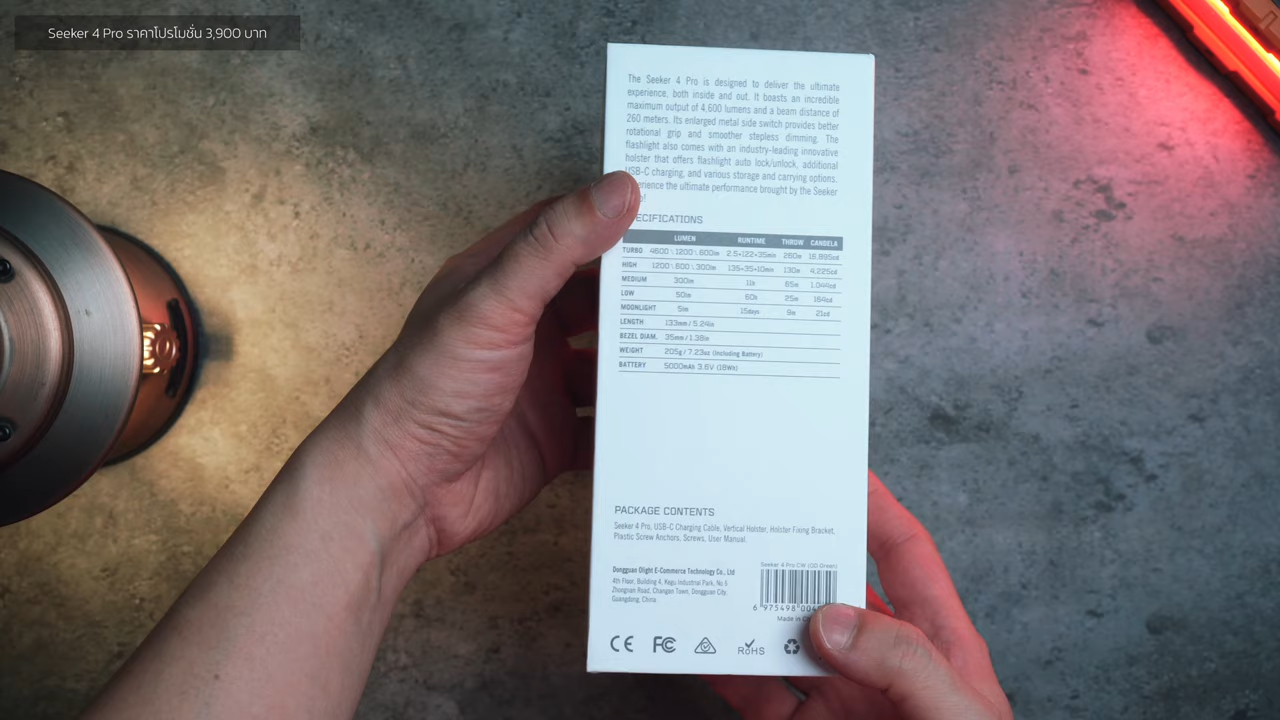 Seeker 4 Pro ราคาโปรโมชั่น 3,900 บาท
The Seeker 4 Pro is designed to deliver the ultimate
experience, both inside and out. It boasts an incredible
maximum output of 4,600 lumens and a beam distance of
260 meters. Its enlarged metal side switch provides better
rotational grip and smoother stepless dimming. The
flashlight also comes with an industry-leading innovative
holster that offers flashlight auto lock/unlock, additional
USB-C charging, and various storage and carrying options.
the ultimate performance brought by the Seeker
LUMEN RUNTIME THROW CANDELA
TURBO 4600 \ 1200 \ 600lm 2.5+122+35min 260m 16,895cd
HIGH 1200 \ 600 \ 300lm 135+35+10min 130m 4,225cd
MEDIUM 300lm 11h 65m 1,044cd
LOW 50lm 60h 25m 164cd
MOONLIGHT 5lm 15days 9m 21cd
LENGTH 133mm / 5.24in
BEZEL DIAM. 35mm / 1.38in
WEIGHT 205g / 7.23oz (Including Battery)
BATTERY 5000mAh 3.6V (18Wh)
PACKAGE CONTENTS
Seeker 4 Pro, USB-C Charging Cable, Vertical Holster, Holster Fixing Bracket,
Plastic Screw Anchors, Screws, User Manual.
Dongguan Olight E-Commerce Technology Co., Ltd
4th Floor, Building 4, Kegu Industrial Park, No 6
Zhongnan Road, Changan Town, Dongguan City,
Guangdong, China
Seeker 4 Pro CW (OD Green)
6 975498 00
Made in
CE FC RoHS